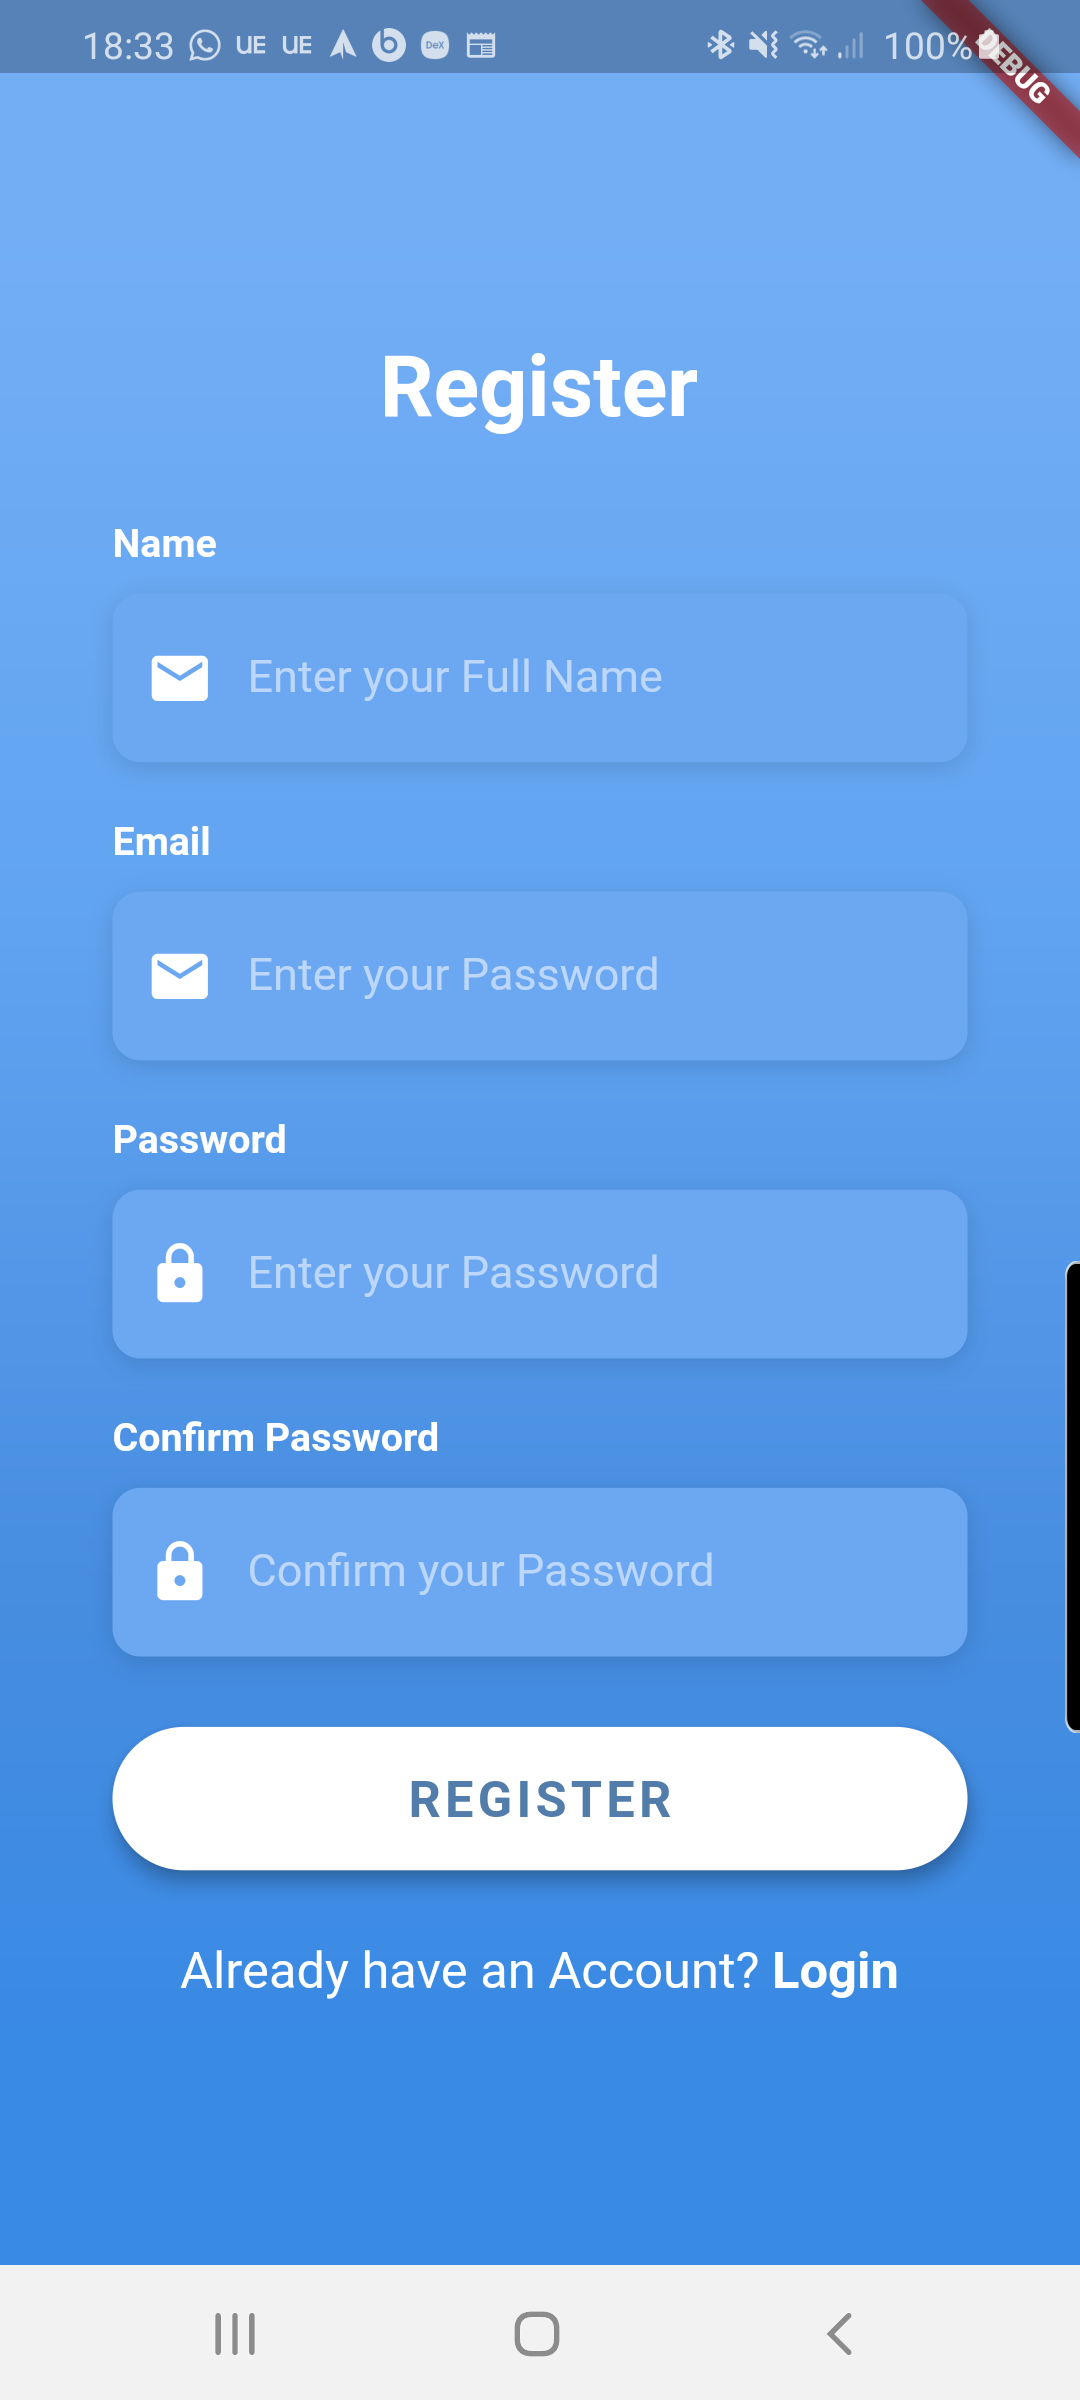 18:33 UE UE DeX 100%
DEBUG
Register
Name
Enter your Full Name
Email
Enter your Password
Password
Enter your Password
Confirm Password
Confirm your Password
REGISTER
Already have an Account? Login